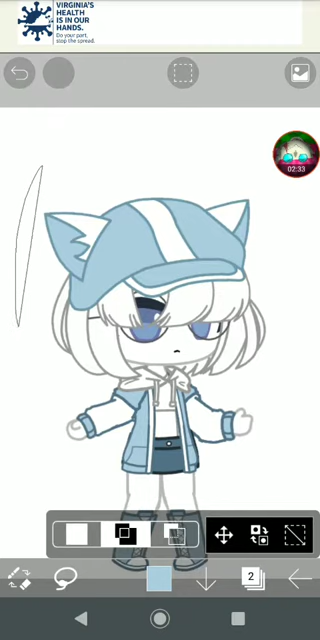 VIRGINIA'S
HEALTH
IS IN OUR
HANDS.
Do your part,
stop the spread.
02:33
2